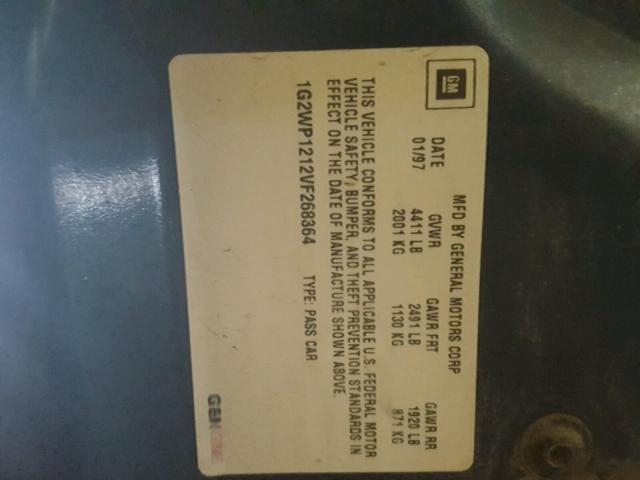 GM
MFD BY GENERAL MOTORS CORP
DATE GVWR GAWR FRT GAWR RR
01/97 4411 LB 2491 LB 1920 LB
2001 KG 1130 KG 871 KG
THIS VEHICLE CONFORMS TO ALL APPLICABLE U.S. FEDERAL MOTOR
VEHICLE SAFETY, BUMPER, AND THEFT PREVENTION STANDARDS IN
EFFECT ON THE DATE OF MANUFACTURE SHOWN ABOVE.
1G2WP1212VF268364 TYPE: PASS CAR
GENUINE